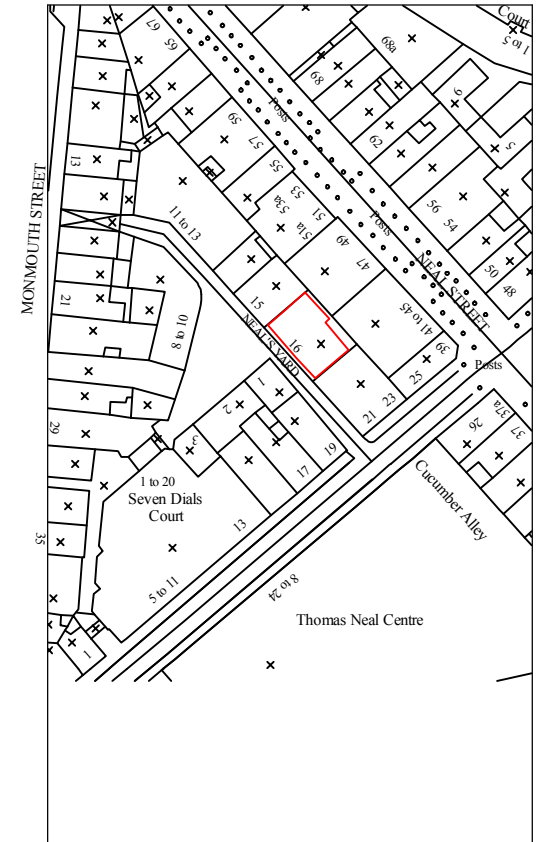 Court
1 to 5
67
65
68a
68
Posts
9
5
59
57
62
55
53
53a
51
51a
56
54
Posts
49
47
50
48
NEAL STREET
13
MONMOUTH STREET
11 to 13
21
8 to 10
15
16
NEAL'S YARD
41 to 45
39
Posts
25
23
21
1
2
3
29
19
17
13
37a
37
26
1 to 20
Seven Dials
Court
Cucumber Alley
35
5 to 11
8 to 24
Thomas Neal Centre
1